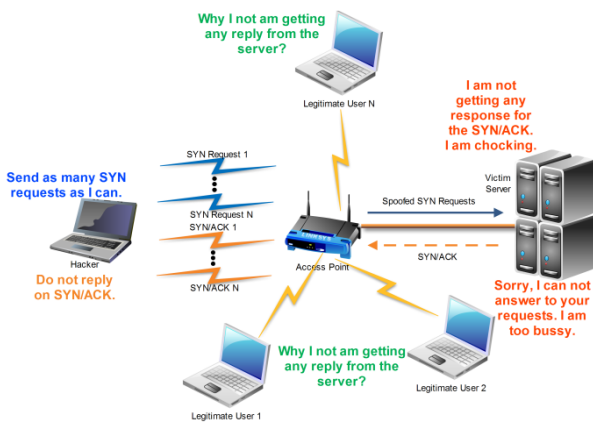 Why I not am getting
any reply from the
server?
Legitimate User N
I am not
getting any
response for
the SYN/ACK.
I am chocking.
Send as many SYN
requests as I can.
Hacker
Do not reply
on SYN/ACK.
SYN Request 1
SYN Request N
SYN/ACK 1
SYN/ACK N
LINKSYS
Access Point
Spoofed SYN Requests
SYN/ACK
Victim
Server
Sorry, I can not
answer to your
requests. I am
too bussy.
Why I not am getting
any reply from the
server?
Legitimate User 1
Legitimate User 2